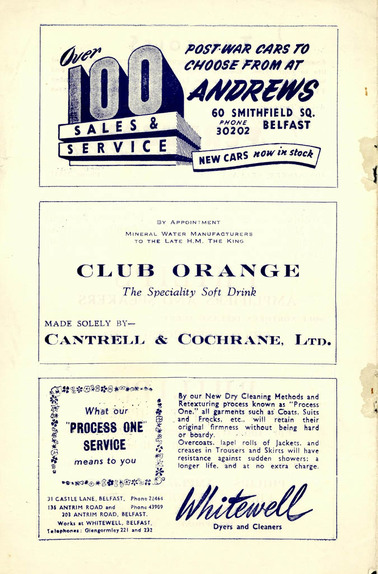 Over
100
SALES &
SERVICE
POST-WAR CARS TO
CHOOSE FROM AT
ANDREWS
60 SMITHFIELD SQ.
PHONE
30202 BELFAST
NEW CARS now in stock
BY APPOINTMENT
MINERAL WATER MANUFACTURERS
TO THE LATE H.M. THE KING
CLUB ORANGE
The Speciality Soft Drink
MADE SOLELY BY—
CANTRELL & COCHRANE, LTD.
What our
"PROCESS ONE"
SERVICE
means to you
By our New Dry Cleaning Methods and
Retexturing process known as "Process
One," all garments such as Coats, Suits
and Frocks, etc., will retain their
original firmness without being hard
or boardy.
Overcoats, lapel rolls of Jackets, and
creases in Trousers and Skirts will have
resistance against sudden showers; a
longer life, and at no extra charge.
31 CASTLE LANE, BELFAST, Phone 22464
136 ANTRIM ROAD and Phone 43909
203 ANTRIM ROAD, BELFAST.
Works at WHITEWELL, BELFAST,
Telephones: Glengormley 221 and 232
Whitewell
Dyers and Cleaners